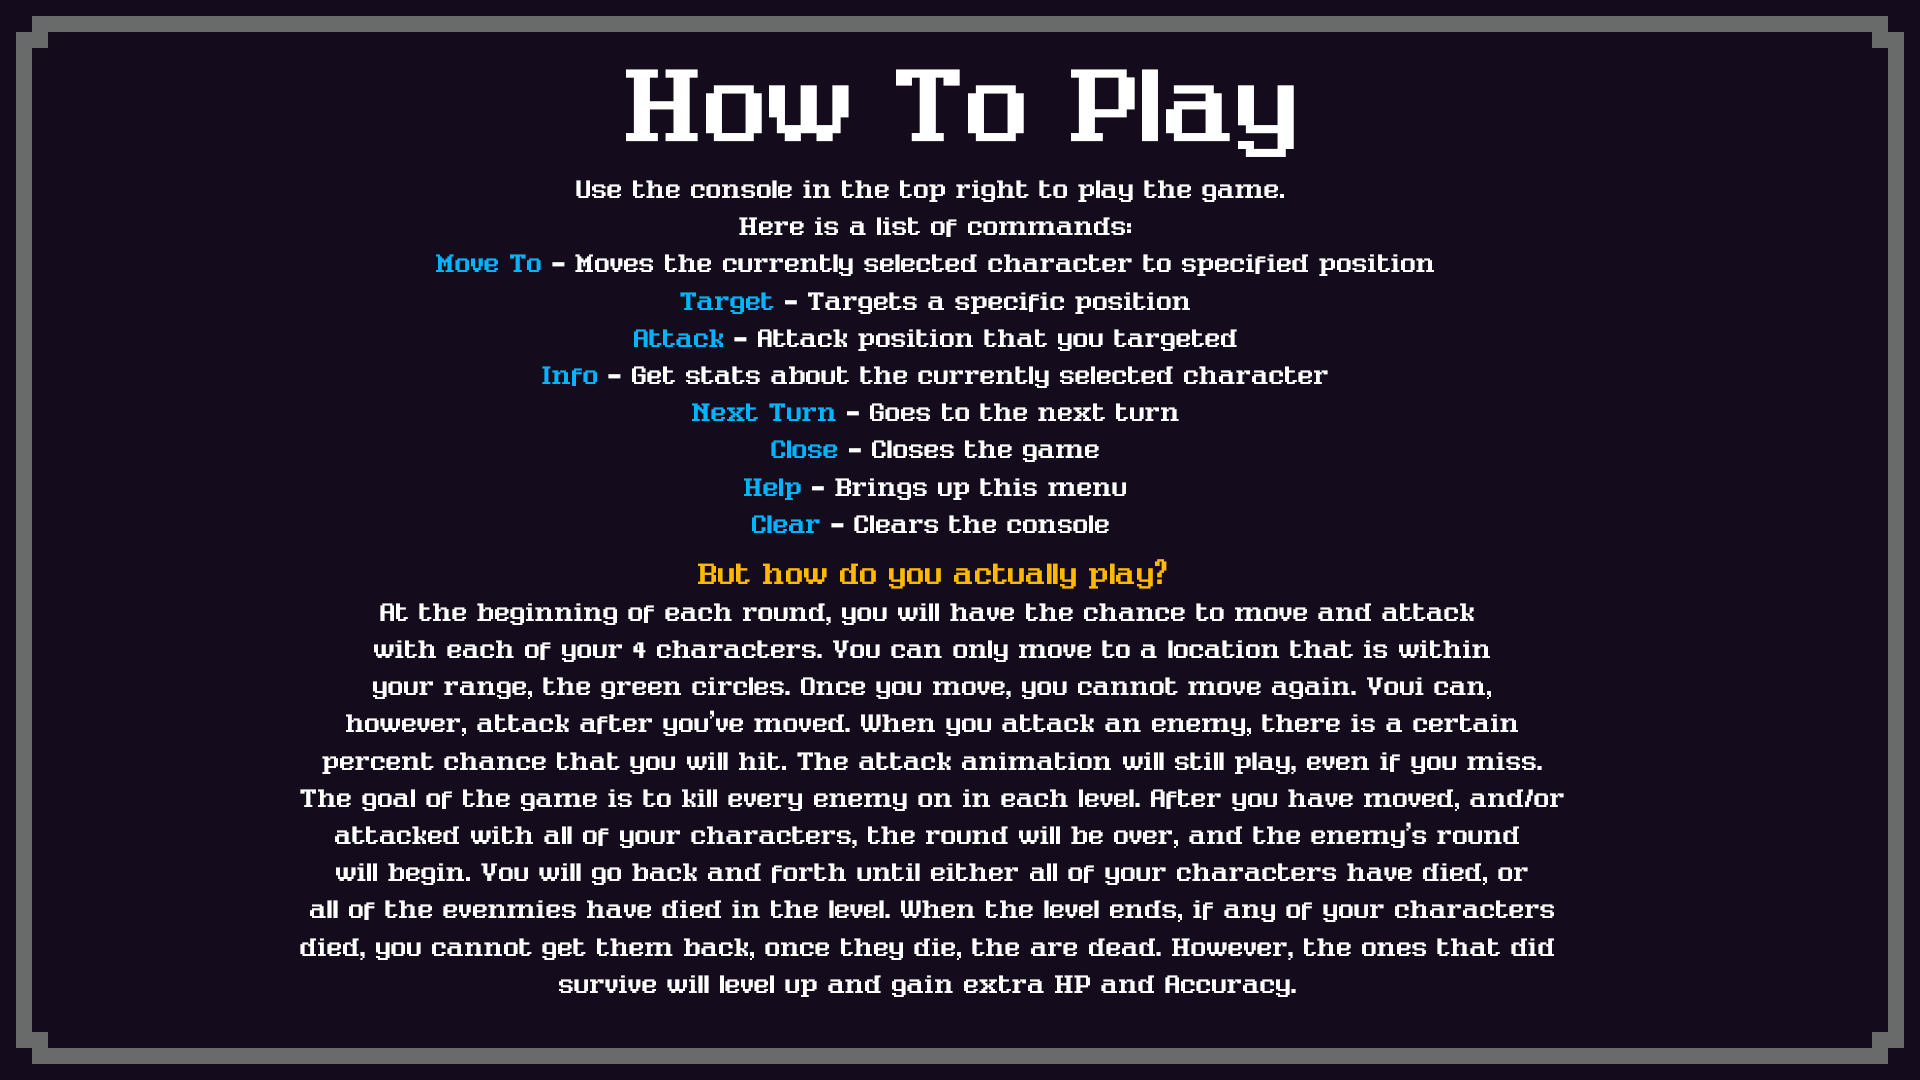 How To Play
Use the console in the top right to play the game.
Here is a list of commands:
Move To - Moves the currently selected character to specified position
Target - Targets a specific position
Attack - Attack position that you targeted
Info - Get stats about the currently selected character
Next Turn - Goes to the next turn
Close - Closes the game
Help - Brings up this menu
Clear - Clears the console
But how do you actually play?
At the beginning of each round, you will have the chance to move and attack
with each of your 4 characters. You can only move to a location that is within
your range, the green circles. Once you move, you cannot move again. Youi can,
however, attack after you've moved. When you attack an enemy, there is a certain
percent chance that you will hit. The attack animation will still play, even if you miss.
The goal of the game is to kill every enemy on in each level. After you have moved, and/or
attacked with all of your characters, the round will be over, and the enemy's round
will begin. You will go back and forth until either all of your characters have died, or
all of the evenmies have died in the level. When the level ends, if any of your characters
died, you cannot get them back, once they die, the are dead. However, the ones that did
survive will level up and gain extra HP and Accuracy.